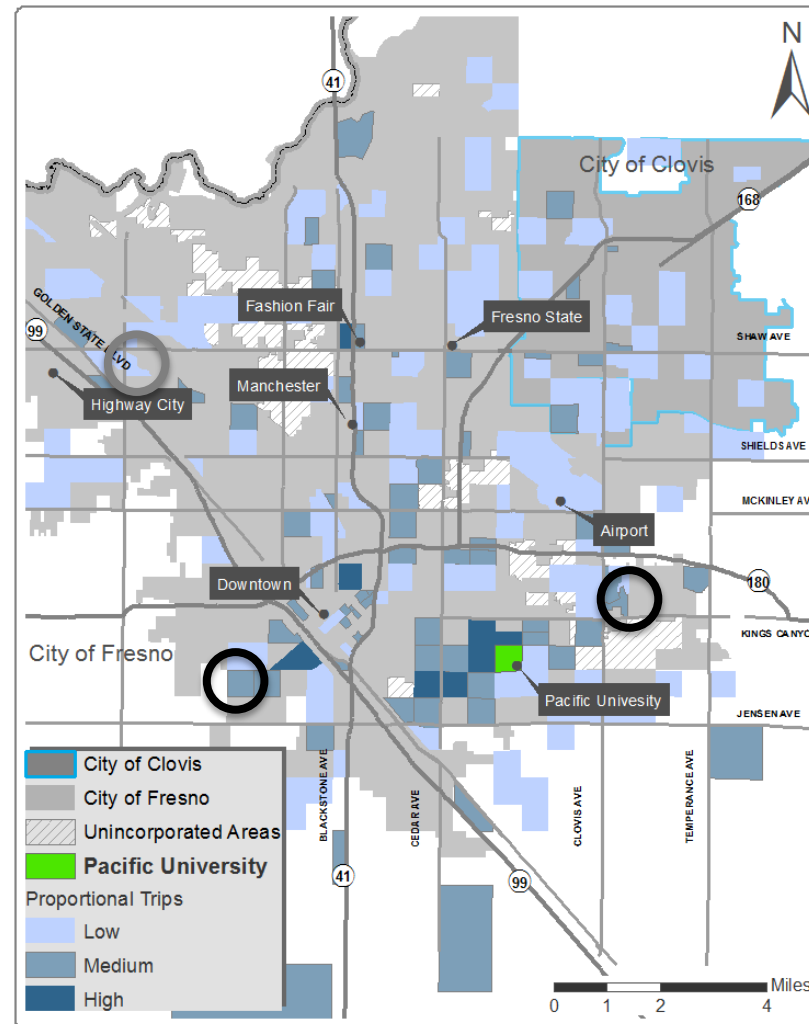 N
41
City of Clovis
168
GOLDEN STATE BLVD
99
Fashion Fair
Fresno State
SHAW AVE
Manchester
Highway City
SHIELDS AVE
MCKINLEY AV
Airport
Downtown
180
KINGS CANYO
City of Fresno
Pacific Univesity
JENSEN AVE
BLACKSTONE AVE
CEDAR AVE
CLOVIS AVE
TEMPERANCE AVE
City of Clovis
City of Fresno
Unincorporated Areas
Pacific University
Proportional Trips
Low
Medium
High
41
99
Miles
0 1 2 4